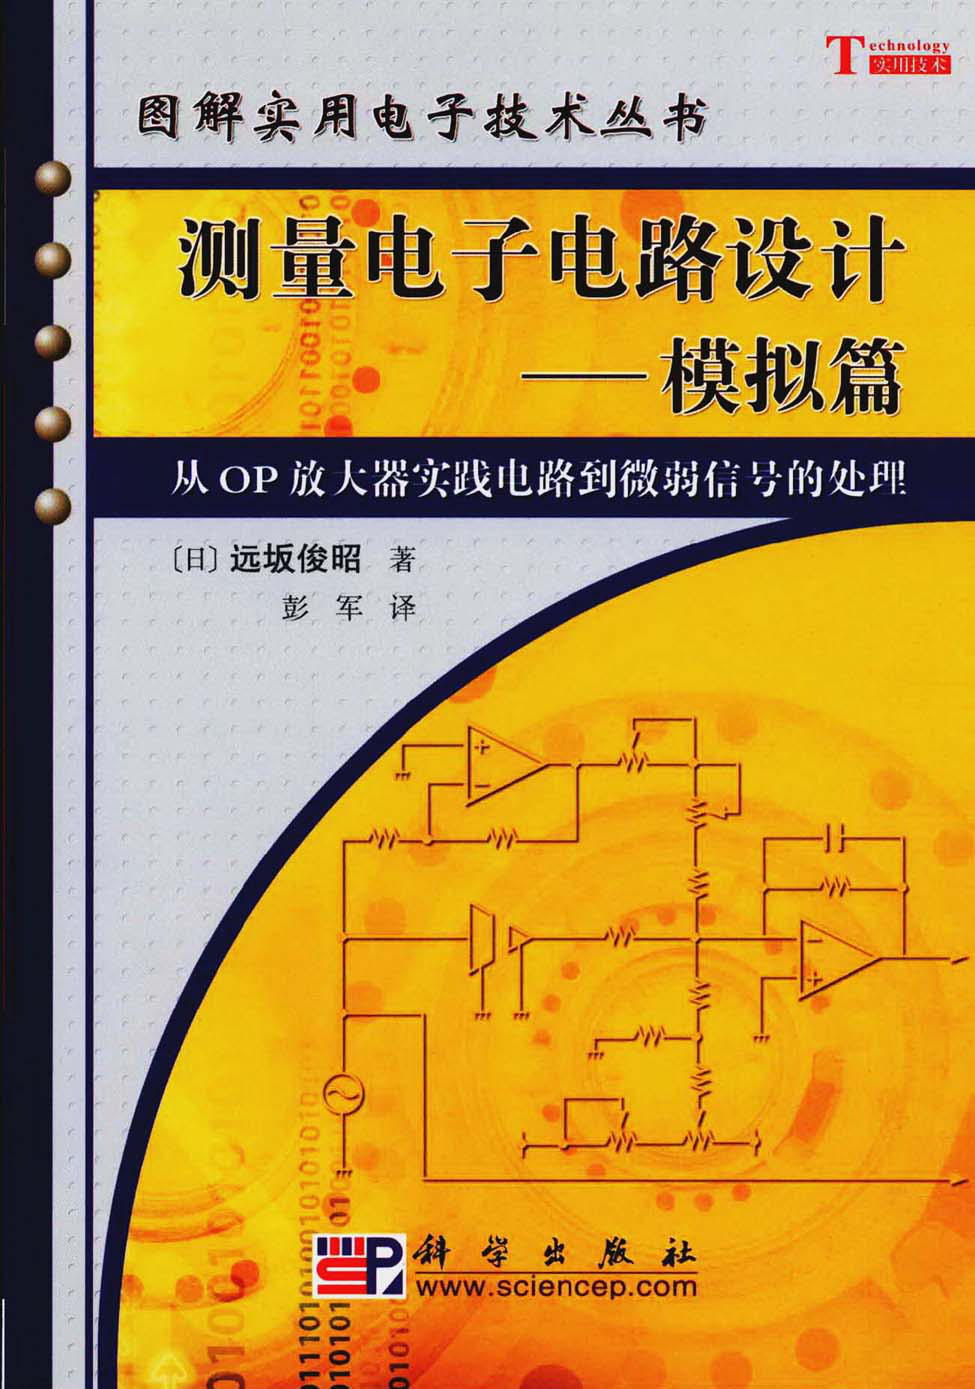 Technology
实用技术
图解实用电子技术丛书
测量电子电路设计
——模拟篇
从OP放大器实践电路到微弱信号的处理
〔日〕远坂俊昭 著
彭军 译
科学出版社
www.sciencep.com